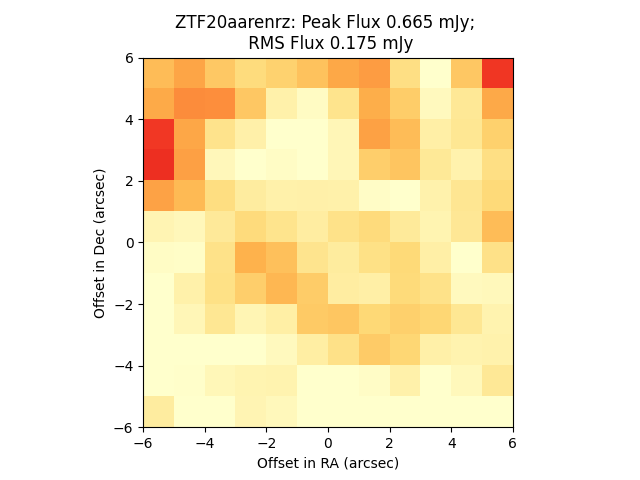 ZTF20aarenrz: Peak Flux 0.665 mJy;
RMS Flux 0.175 mJy
6
4
2
0
−2
−4
−6
Offset in Dec (arcsec)
−6 −4 −2 0 2 4 6
Offset in RA (arcsec)